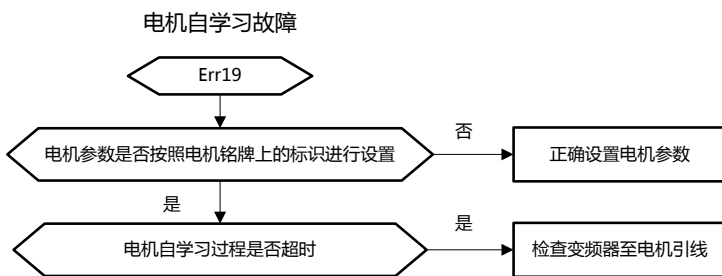 电机自学习故障
Err19
电机参数是否按照电机铭牌上的标识进行设置
否
正确设置电机参数
是
电机自学习过程是否超时
是
检查变频器至电机引线